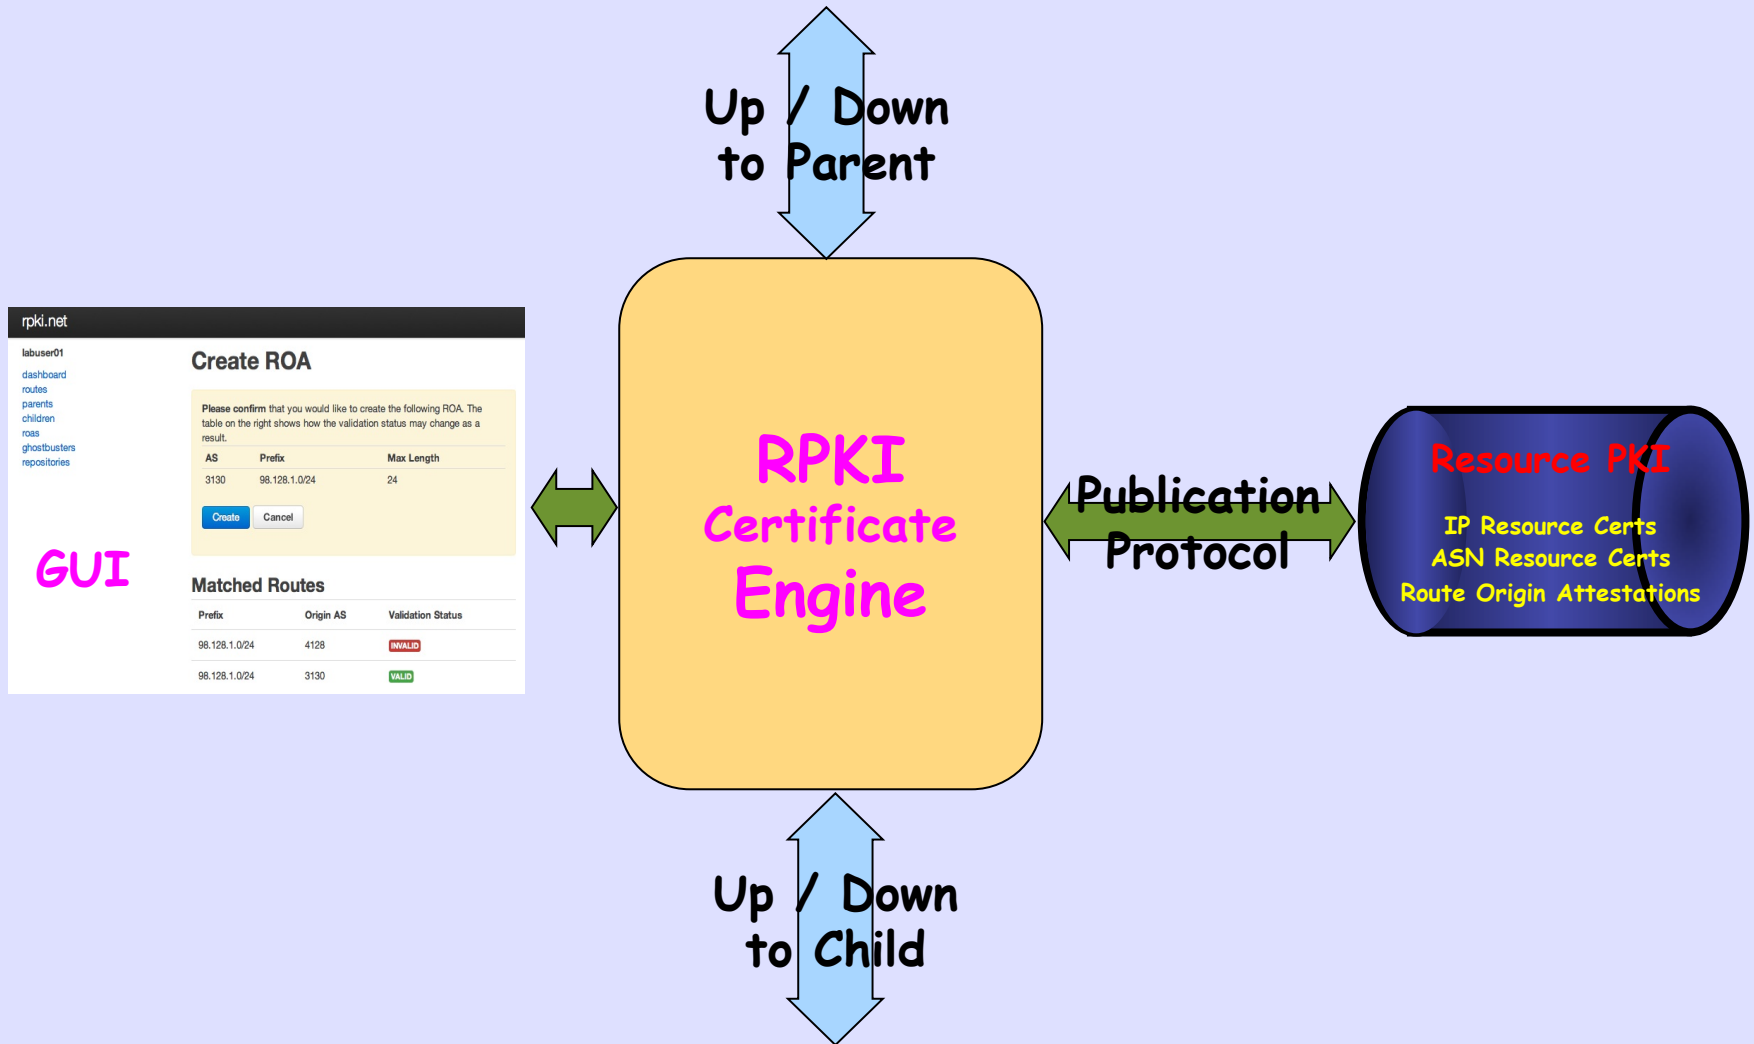 Up / Down
to Parent
rpki.net
labuser01
dashboard
routes
parents
children
roas
ghostbusters
repositories
GUI
Create ROA
Please confirm that you would like to create the following ROA. The
table on the right shows how the validation status may change as a
result.
AS Prefix Max Length
3130 98.128.1.0/24 24
Create Cancel
Matched Routes
Prefix Origin AS Validation Status
98.128.1.0/24 4128 INVALID
98.128.1.0/24 3130 VALID
RPKI
Certificate
Engine
Publication
Protocol
Resource PKI
IP Resource Certs
ASN Resource Certs
Route Origin Attestations
Up / Down
to Child